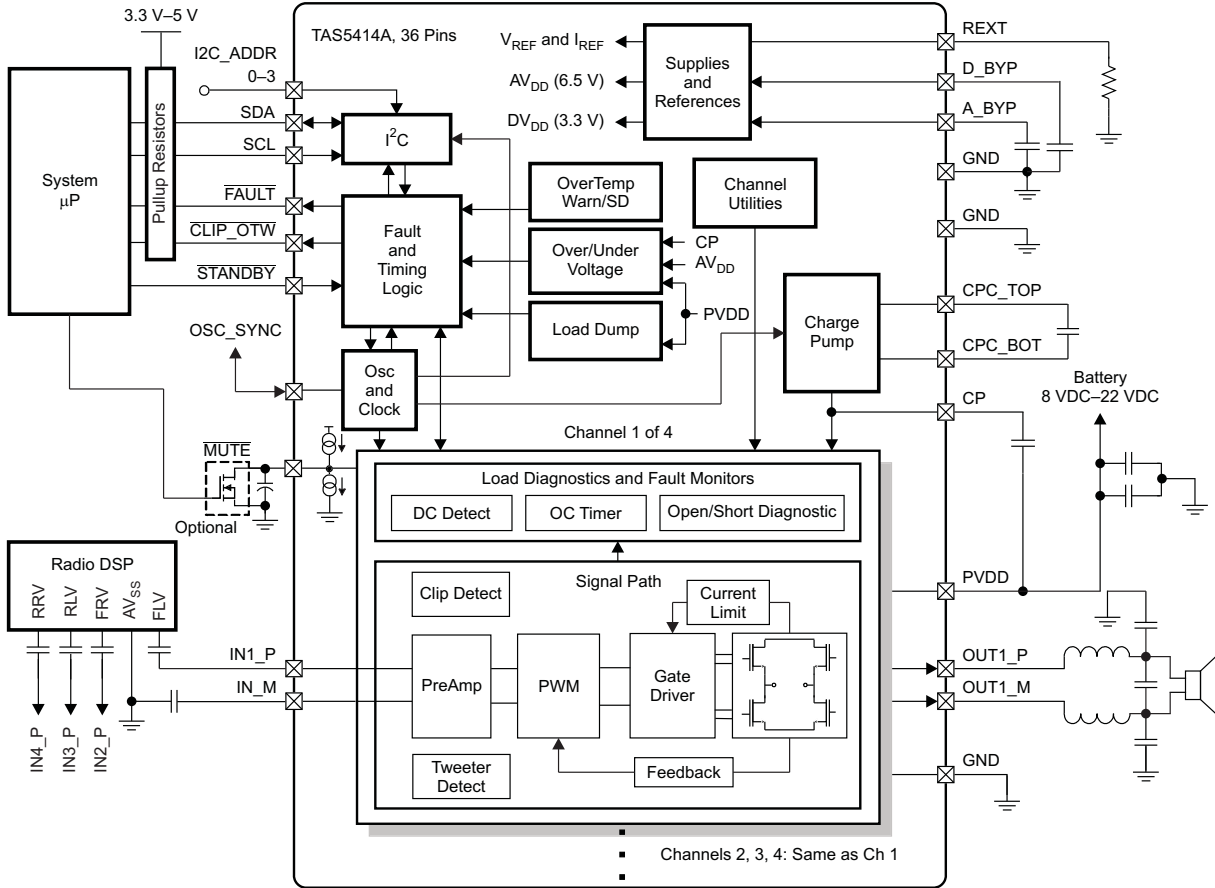 3.3 V–5 V
TAS5414A, 36 Pins
I2C_ADDR
0–3
SDA
SCL
FAULT
CLIP_OTW
STANDBY
OSC_SYNC
System
μP
Pullup Resistors
I²C
Fault
and
Timing
Logic
Osc
and
Clock
VREF and IREF
AVDD (6.5 V)
DVDD (3.3 V)
Supplies
and
References
OverTemp
Warn/SD
Over/Under
Voltage
Load Dump
CP
AVDD
PVDD
Channel
Utilities
Charge
Pump
REXT
D_BYP
A_BYP
GND
GND
CPC_TOP
CPC_BOT
CP
Battery
8 VDC–22 VDC
PVDD
OUT1_P
OUT1_M
GND
MUTE
Optional
Channel 1 of 4
Load Diagnostics and Fault Monitors
DC Detect
OC Timer
Open/Short Diagnostic
Signal Path
Clip Detect
Current
Limit
PreAmp
PWM
Gate
Driver
Tweeter
Detect
Feedback
Radio DSP
RRV
RLV
FRV
AVSS
FLV
IN1_P
IN_M
IN4_P
IN3_P
IN2_P
Channels 2, 3, 4: Same as Ch 1